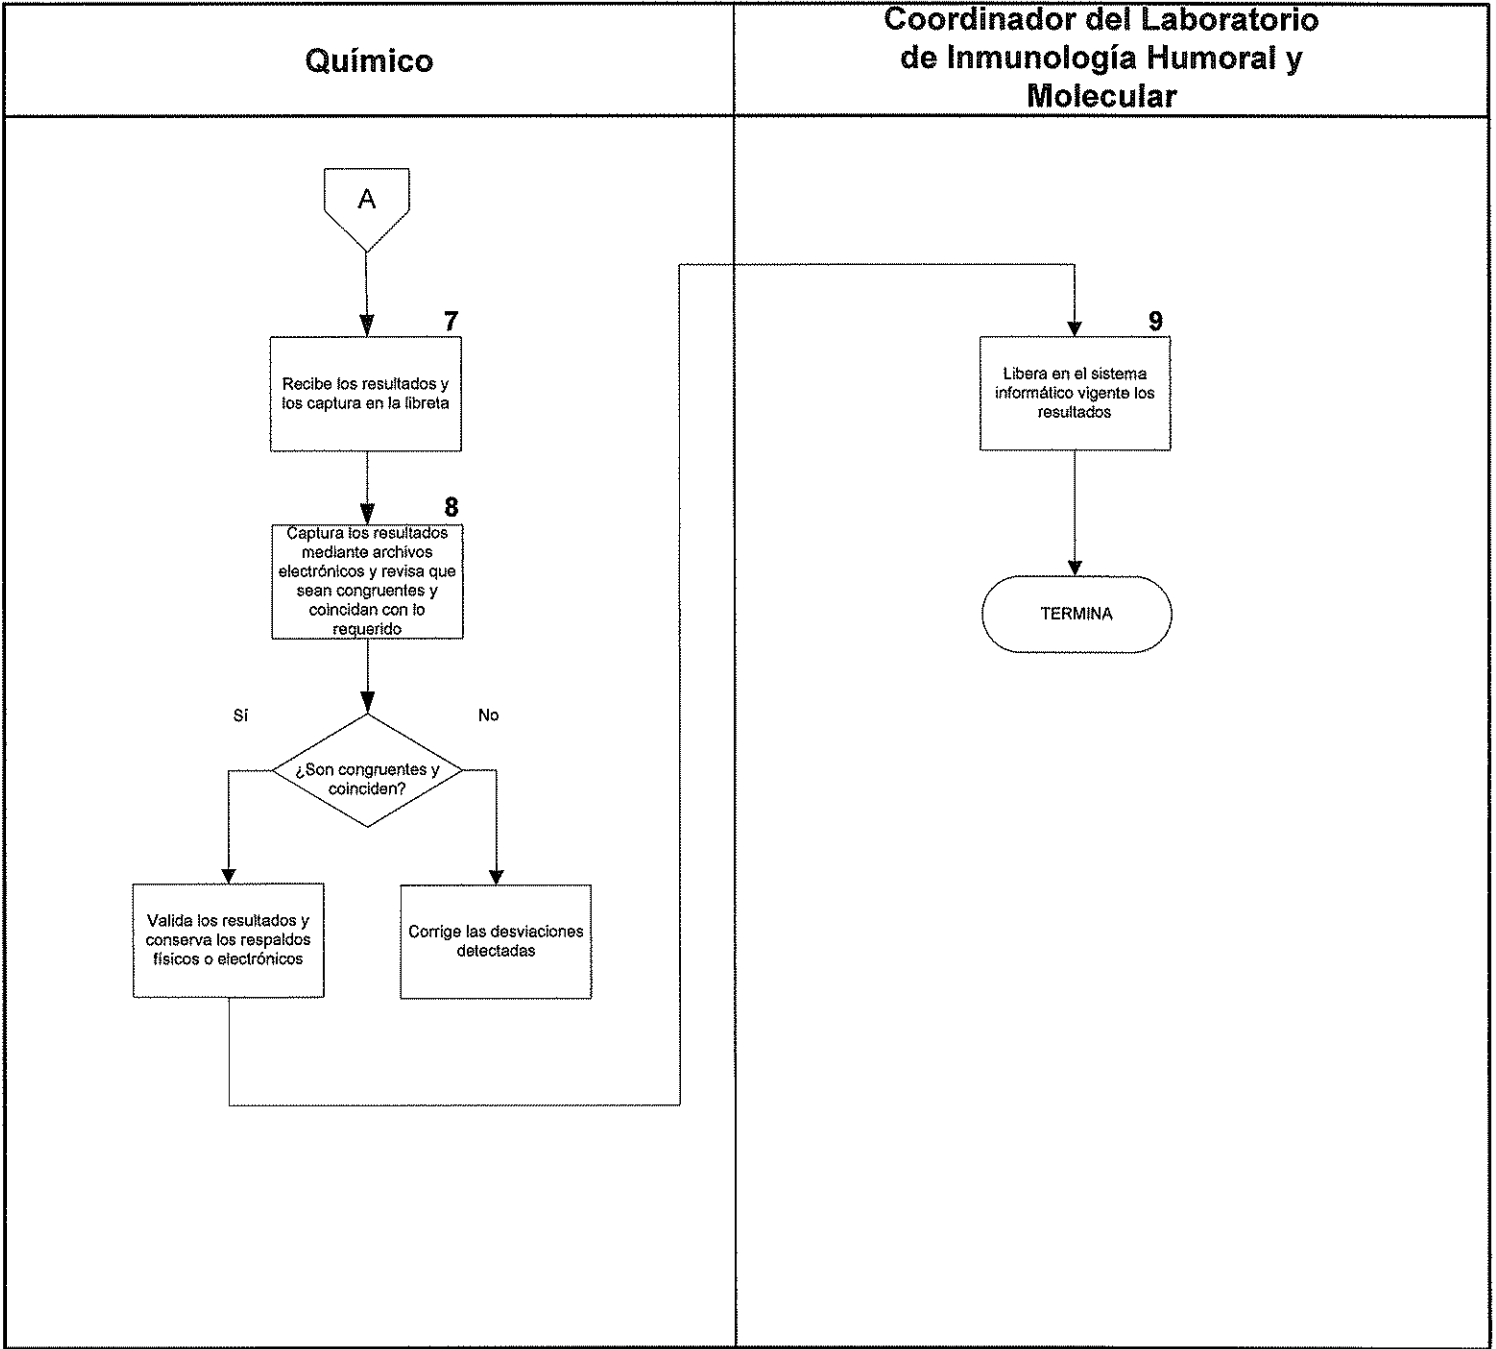 Químico
Coordinador del Laboratorio
de Inmunología Humoral y
Molecular
A
7
Recibe los resultados y
los captura en la libreta
8
Captura los resultados
mediante archivos
electrónicos y revisa que
sean congruentes y
coincidan con lo
requerido
Sí
No
¿Son congruentes y
coinciden?
Valida los resultados y
conserva los respaldos
físicos o electrónicos
Corrige las desviaciones
detectadas
9
Libera en el sistema
informático vigente los
resultados
TERMINA